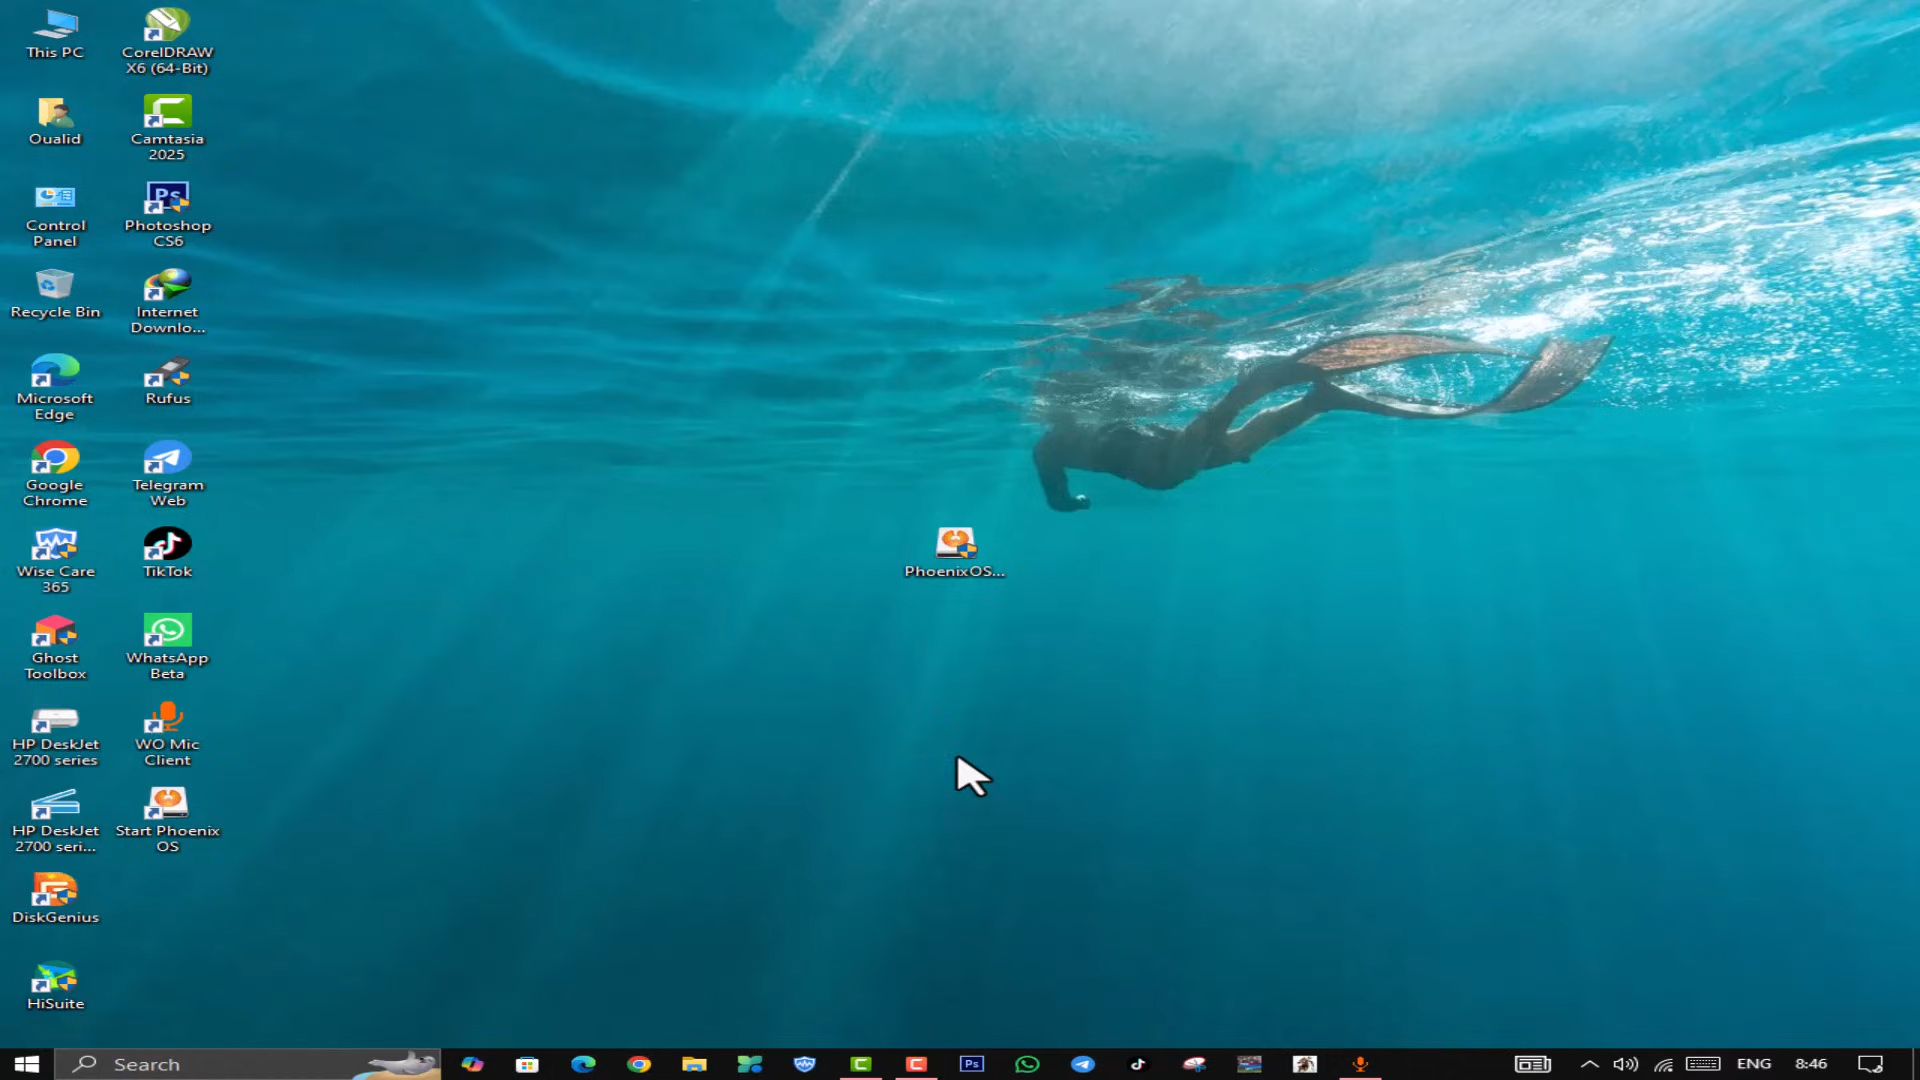 This PC
CorelDRAW
X6 (64-Bit)
Oualid
Camtasia
2025
Control
Panel
Ps
Photoshop
CS6
Recycle Bin
Internet
Downlo...
Microsoft
Edge
Rufus
Google
Chrome
Telegram
Web
Wise Care
365
TikTok
PhoenixOS...
Ghost
Toolbox
WhatsApp
Beta
HP DeskJet
2700 series
WO Mic
Client
HP DeskJet
2700 seri...
Start Phoenix
OS
DiskGenius
HiSuite
Search
Ps
ENG
8:46